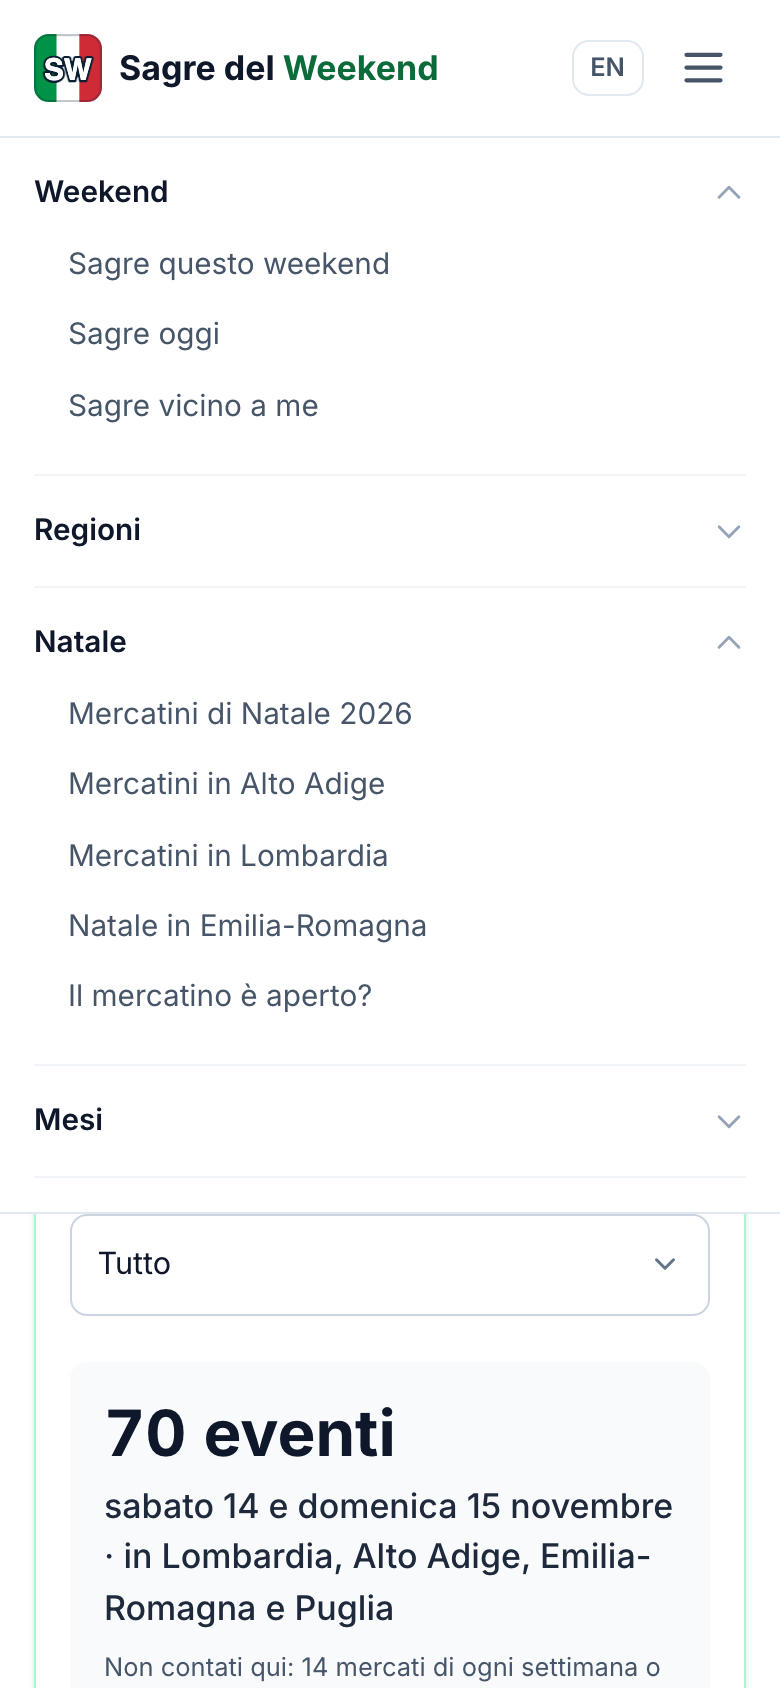 SW
Sagre del Weekend
EN
Weekend
Sagre questo weekend
Sagre oggi
Sagre vicino a me
Regioni
Natale
Mercatini di Natale 2026
Mercatini in Alto Adige
Mercatini in Lombardia
Natale in Emilia-Romagna
Il mercatino è aperto?
Mesi
Tutto
70 eventi
sabato 14 e domenica 15 novembre
· in Lombardia, Alto Adige, Emilia-
Romagna e Puglia
Non contati qui: 14 mercati di ogni settimana o